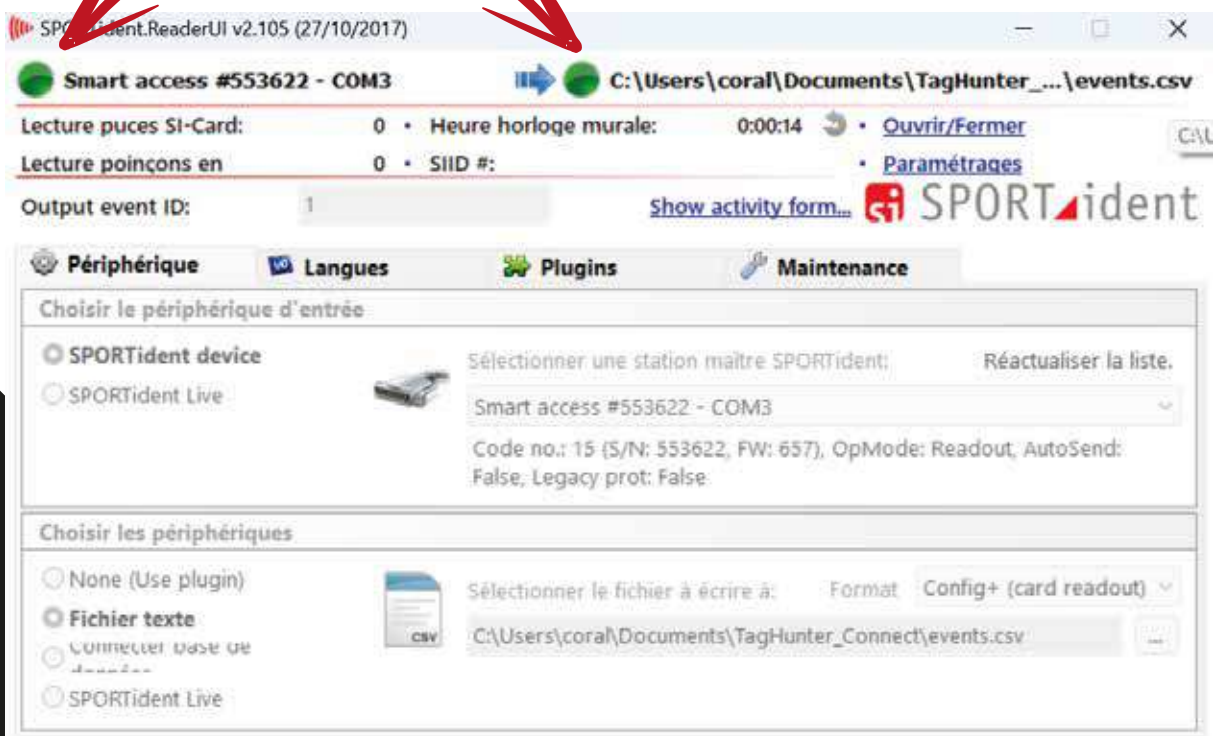 SPORTident.ReaderUI v2.105 (27/10/2017)
Smart access #553622 - COM3
C:\Users\coral\Documents\TagHunter_...\events.csv
Lecture puces SI-Card: 0 • Heure horloge murale: 0:00:14 • Ouvrir/Fermer
Lecture poinçons en 0 • SIID #: • Paramétrages
Output event ID: 1 Show activity form... SPORTident
Périphérique Langues Plugins Maintenance
Choisir le périphérique d'entrée
SPORTident device
Sélectionner une station maître SPORTident: Réactualiser la liste.
SPORTident Live
Smart access #553622 - COM3
Code no.: 15 (S/N: 553622, FW: 657), OpMode: Readout, AutoSend:
False, Legacy prot: False
Choisir les périphériques
None (Use plugin)
Sélectionner le fichier à écrire à: Format Config+ (card readout)
Fichier texte
CSV
C:\Users\coral\Documents\TagHunter_Connect\events.csv ...
Connecter base de
SPORTident Live